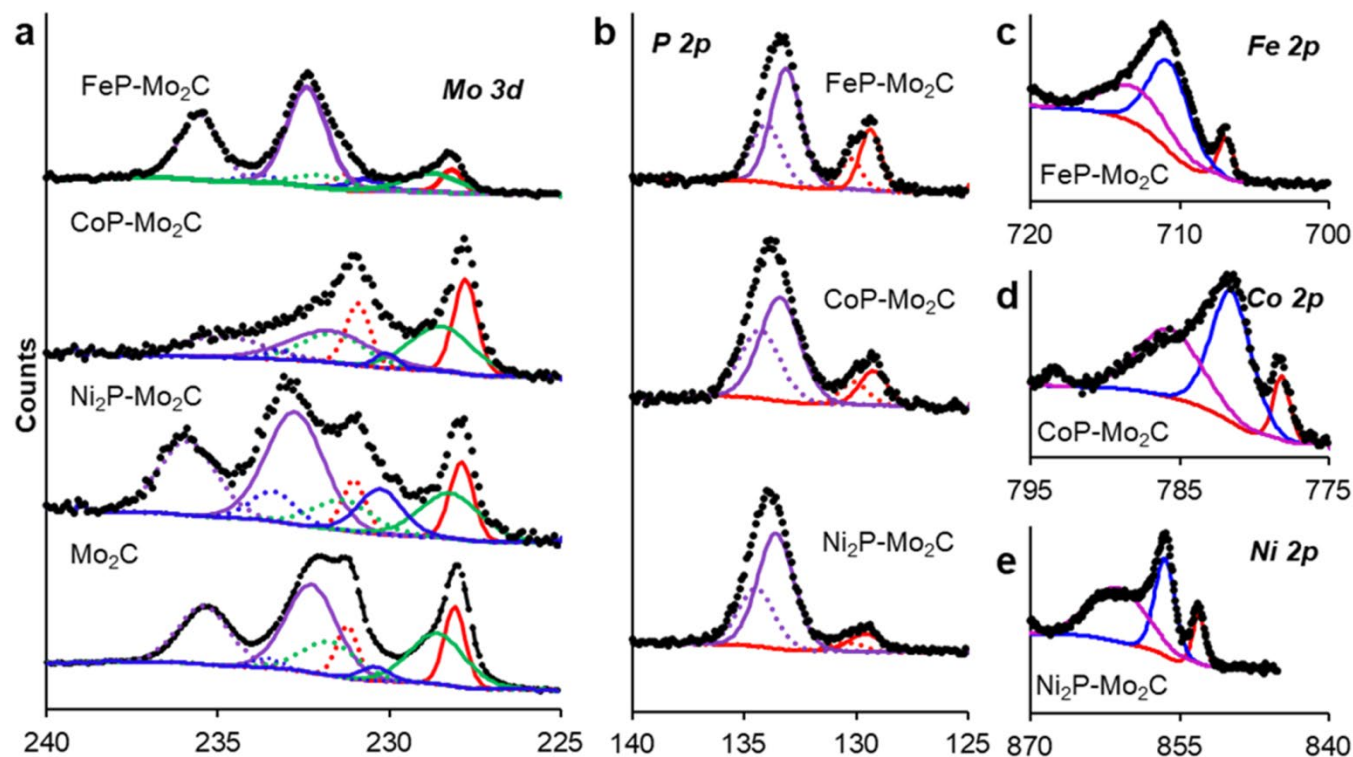 a
Mo 3d
FeP-Mo₂C
CoP-Mo₂C
Ni₂P-Mo₂C
Mo₂C
Counts
240 235 230 225
b
P 2p
FeP-Mo₂C
CoP-Mo₂C
Ni₂P-Mo₂C
140 134 129 125
c
Fe 2p
FeP-Mo₂C
720 710 700
d
Co 2p
CoP-Mo₂C
795 785 775
e
Ni 2p
Ni₂P-Mo₂C
870 855 840